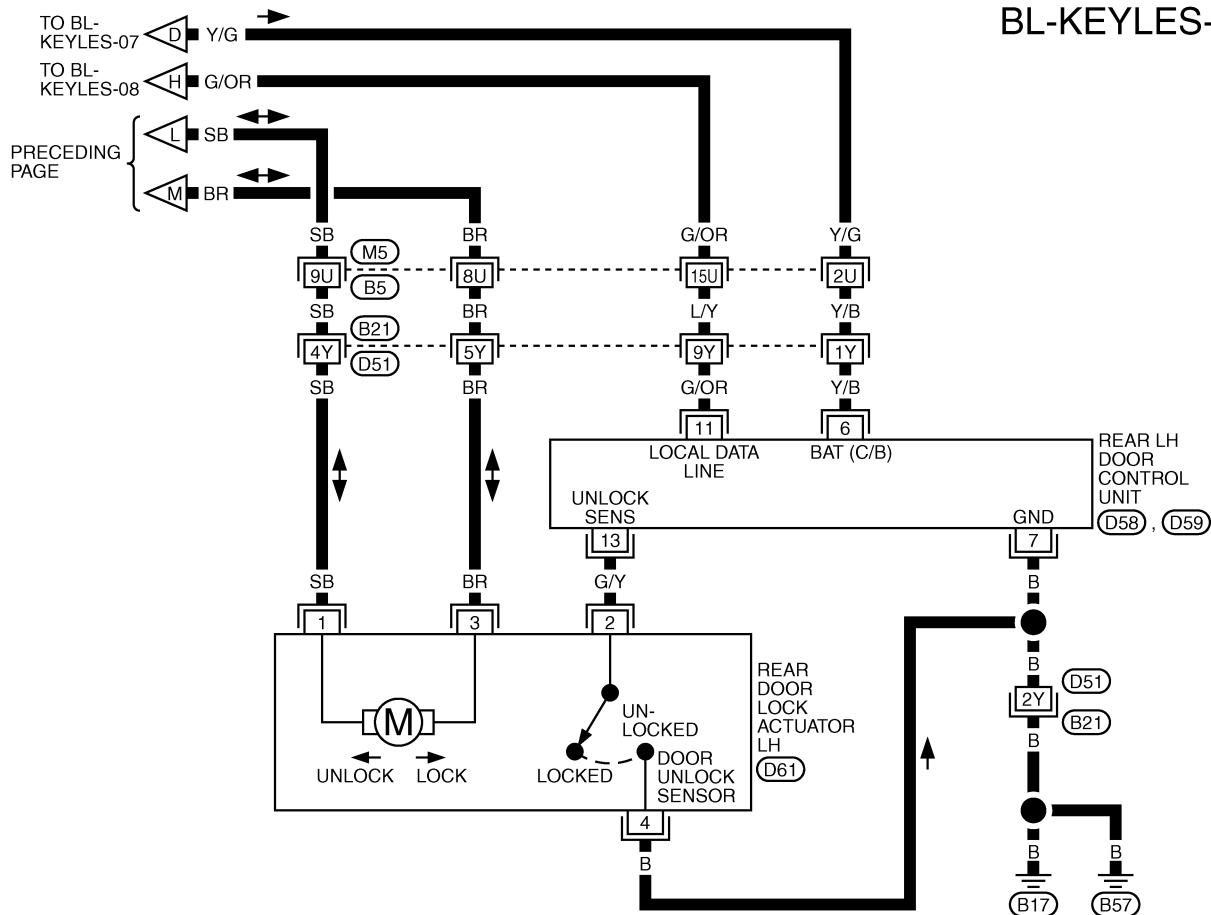 BL-KEYLES-
TO BL-
KEYLES-07
D
Y/G
TO BL-
KEYLES-08
H
G/OR
PRECEDING
PAGE
L
SB
M
BR
SB
BR
G/OR
Y/G
M5
9U
8U
15U
2U
B5
SB
BR
L/Y
Y/B
B21
4Y
5Y
9Y
1Y
D51
SB
BR
G/OR
Y/B
11
6
LOCAL DATA
LINE
BAT (C/B)
REAR LH
DOOR
CONTROL
UNIT
D58 , D59
UNLOCK
SENS
GND
13
7
SB
BR
G/Y
B
1
3
2
B
D51
2Y
B21
B
M
UNLOCK
LOCK
UN-
LOCKED
LOCKED
DOOR
UNLOCK
SENSOR
REAR
DOOR
LOCK
ACTUATOR
LH
D61
4
B
B
B
B17
B57